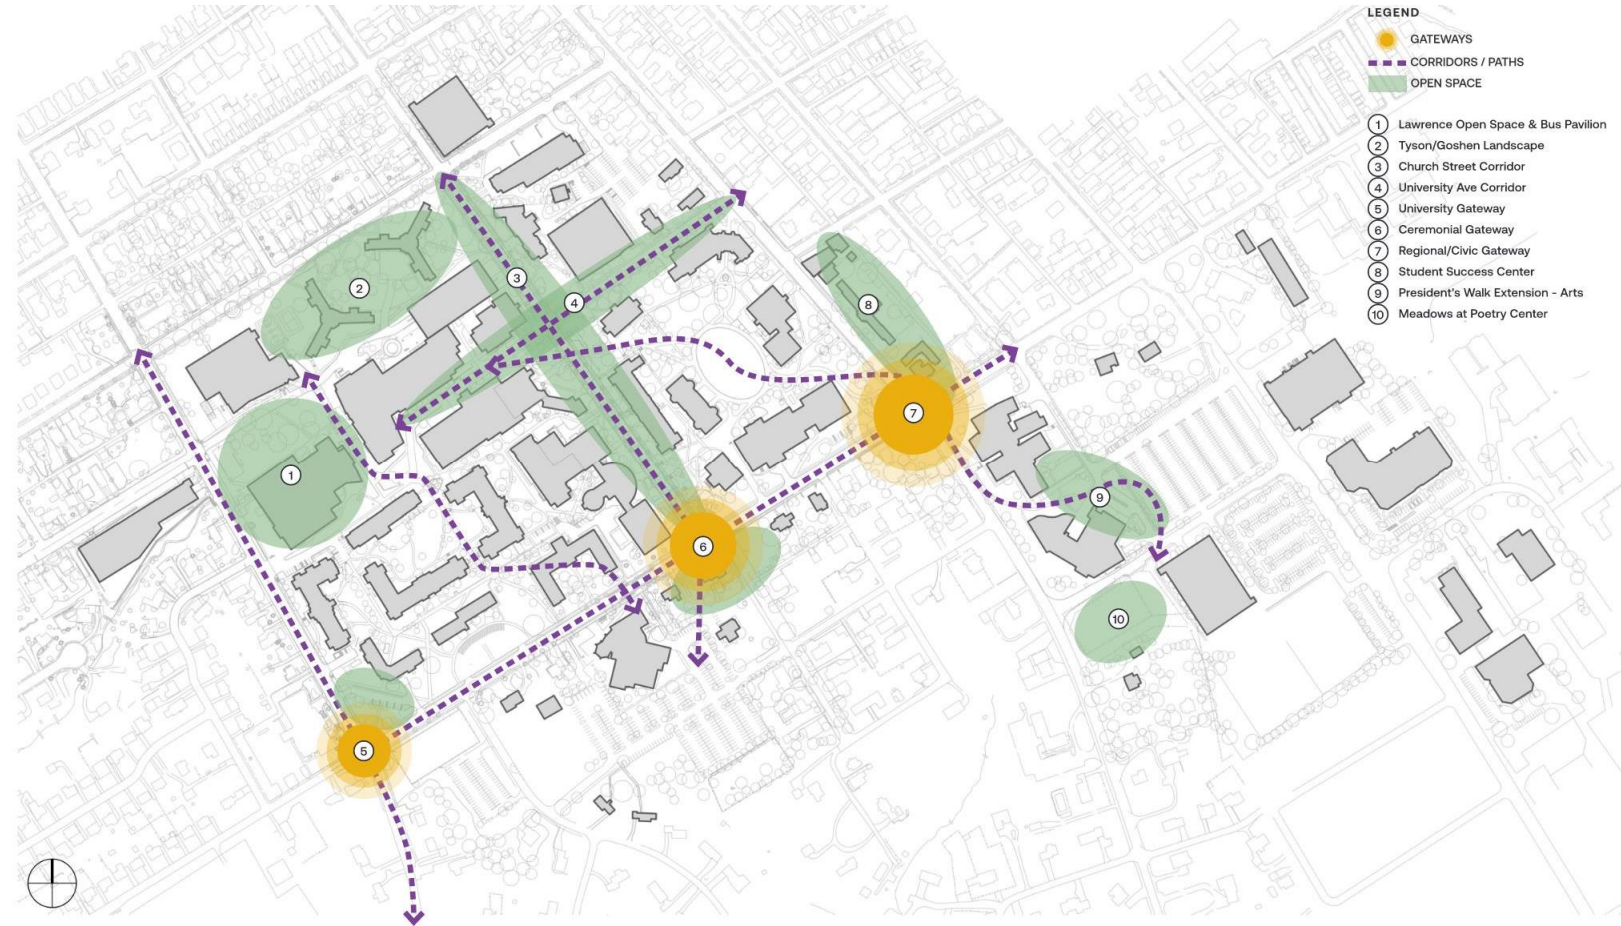 LEGEND
GATEWAYS
CORRIDORS / PATHS
OPEN SPACE
1 Lawrence Open Space & Bus Pavilion
2 Tyson/Goshen Landscape
3 Church Street Corridor
4 University Ave Corridor
5 University Gateway
6 Ceremonial Gateway
7 Regional/Civic Gateway
8 Student Success Center
9 President's Walk Extension - Arts
10 Meadows at Poetry Center
3
2
4
8
7
1
9
6
10
5